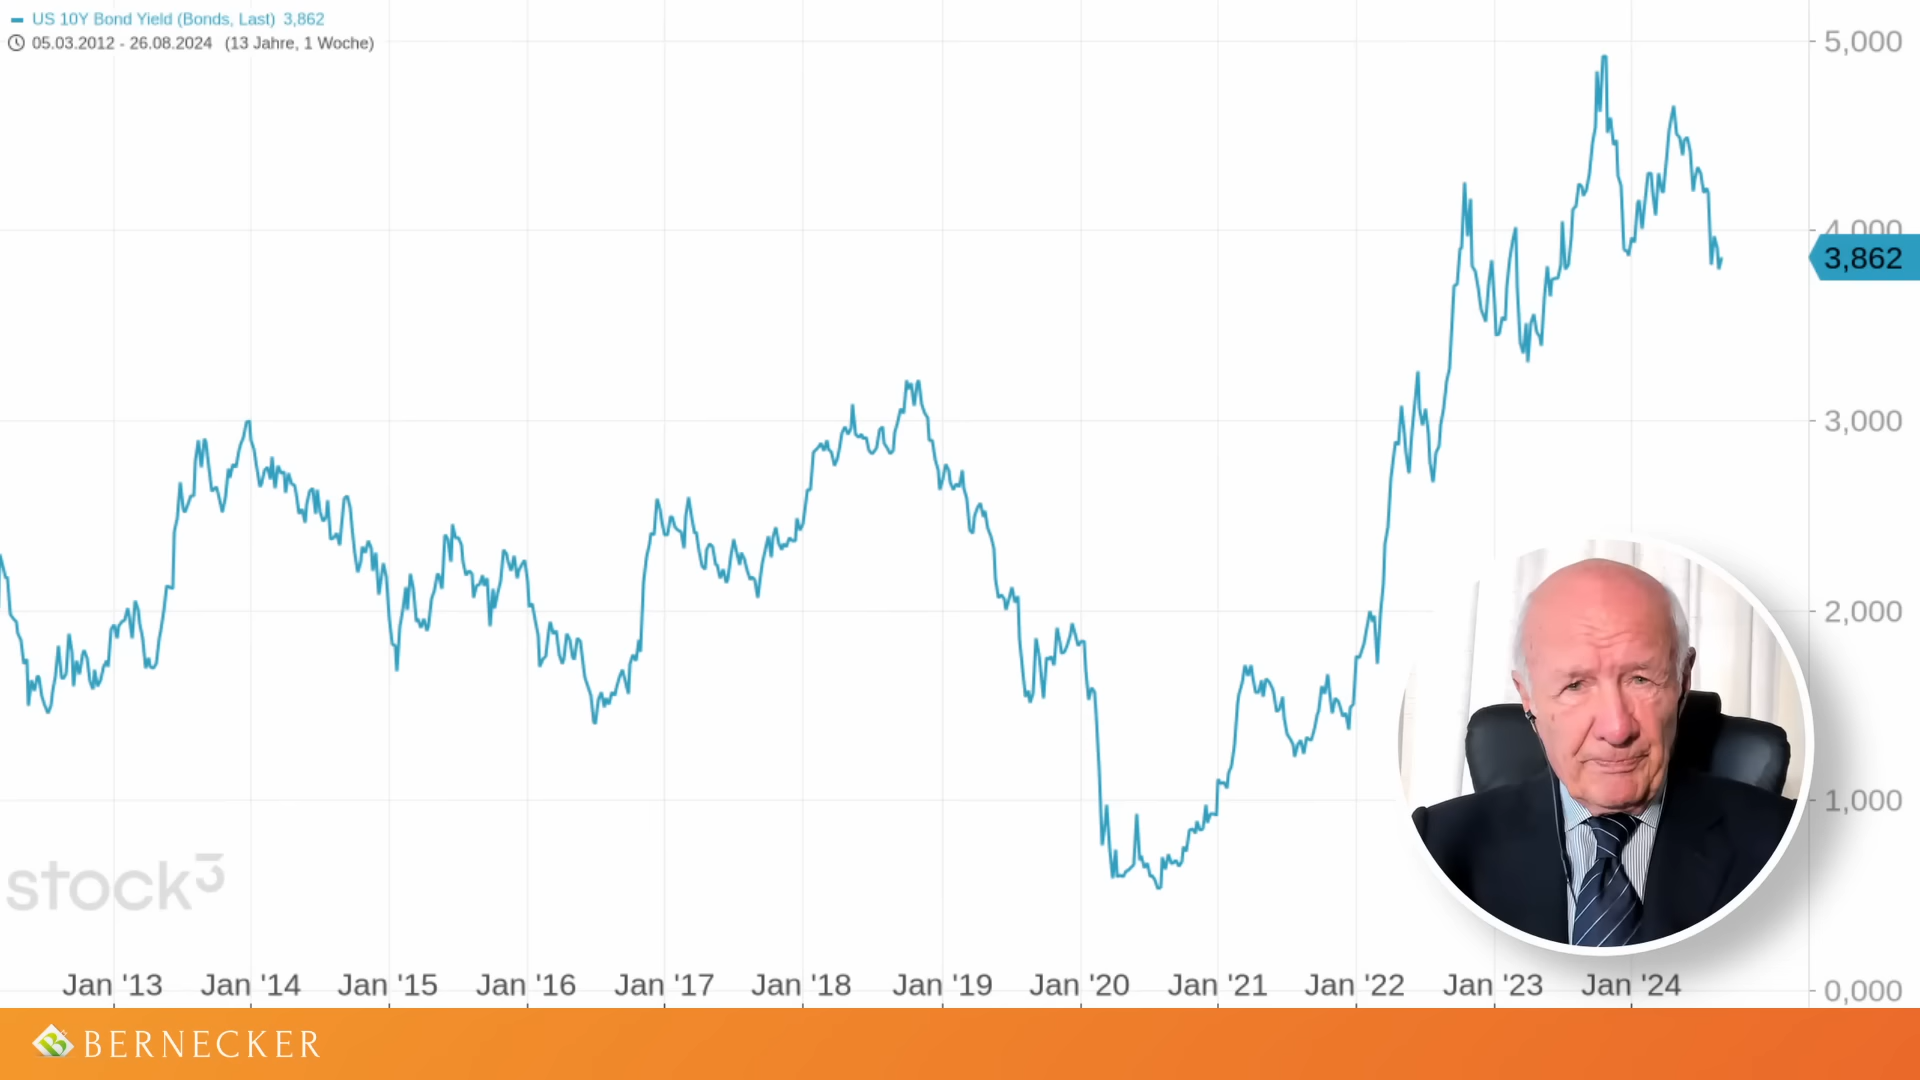 US 10Y Bond Yield (Bonds, Last) 3,862
05.03.2012 - 26.08.2024 (13 Jahre, 1 Woche)
5,000
4,000
3,862
3,000
2,000
1,000
0,000
stock3
Jan '13 Jan '14 Jan '15 Jan '16 Jan '17 Jan '18 Jan '19 Jan '20 Jan '21 Jan '22 Jan '23 Jan '24
BERNECKER